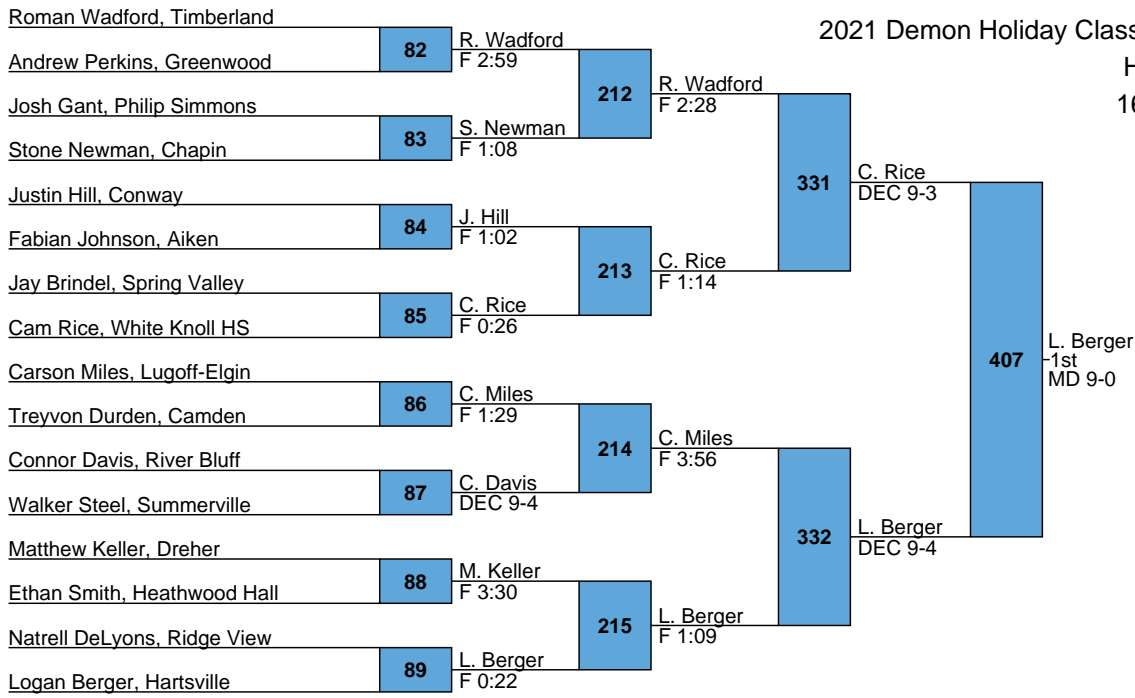 Roman Wadford, Timberland
82
Andrew Perkins, Greenwood
R. Wadford
F 2:59
Josh Gant, Philip Simmons
83
Stone Newman, Chapin
S. Newman
F 1:08
212
R. Wadford
F 2:28
Justin Hill, Conway
84
Fabian Johnson, Aiken
J. Hill
F 1:02
Jay Brindel, Spring Valley
85
Cam Rice, White Knoll HS
C. Rice
F 0:26
213
C. Rice
F 1:14
331
C. Rice
DEC 9-3
Carson Miles, Lugoff-Elgin
86
Treyvon Durden, Camden
C. Miles
F 1:29
Connor Davis, River Bluff
87
Walker Steel, Summerville
C. Davis
DEC 9-4
214
C. Miles
F 3:56
Matthew Keller, Dreher
88
Ethan Smith, Heathwood Hall
M. Keller
F 3:30
Natrell DeLyons, Ridge View
89
Logan Berger, Hartsville
L. Berger
F 0:22
215
L. Berger
F 1:09
332
L. Berger
DEC 9-4
407
L. Berger
1st
MD 9-0
2021 Demon Holiday Class
H
16